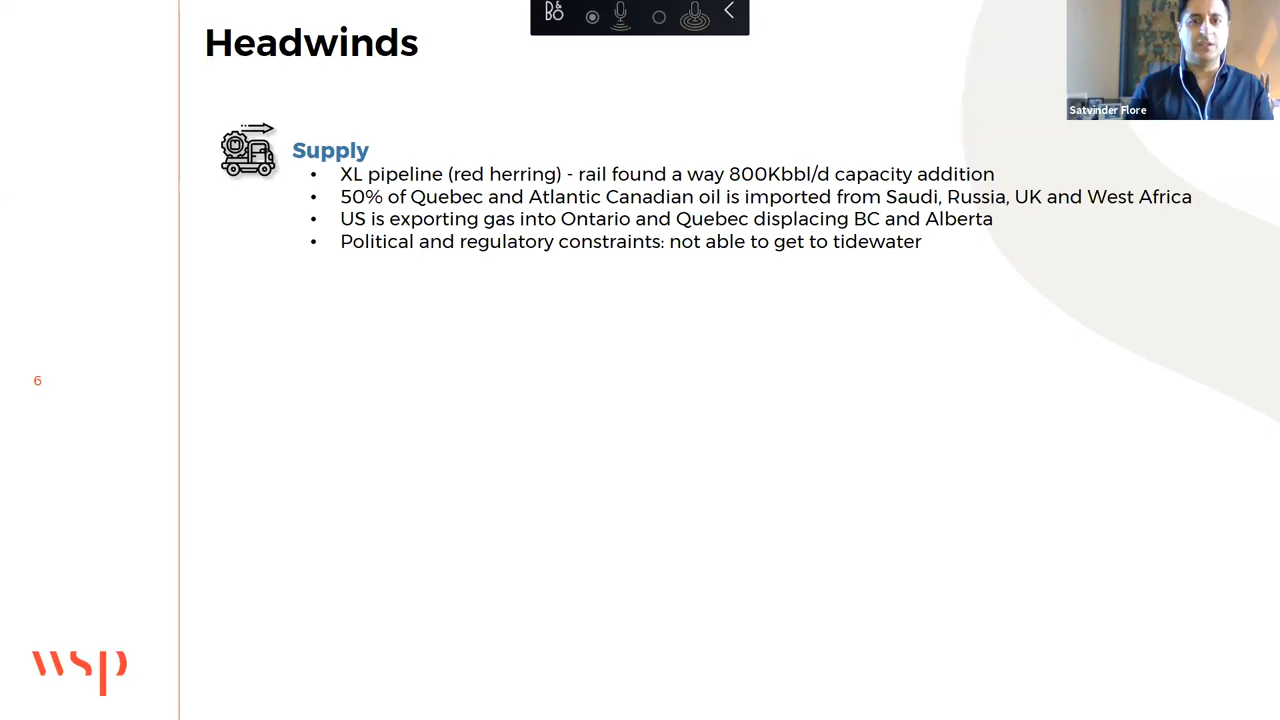 B&O
Headwinds
Satvinder Flore
Supply
• XL pipeline (red herring) - rail found a way 800Kbbl/d capacity addition
• 50% of Quebec and Atlantic Canadian oil is imported from Saudi, Russia, UK and West Africa
• US is exporting gas into Ontario and Quebec displacing BC and Alberta
• Political and regulatory constraints: not able to get to tidewater
6
wsp